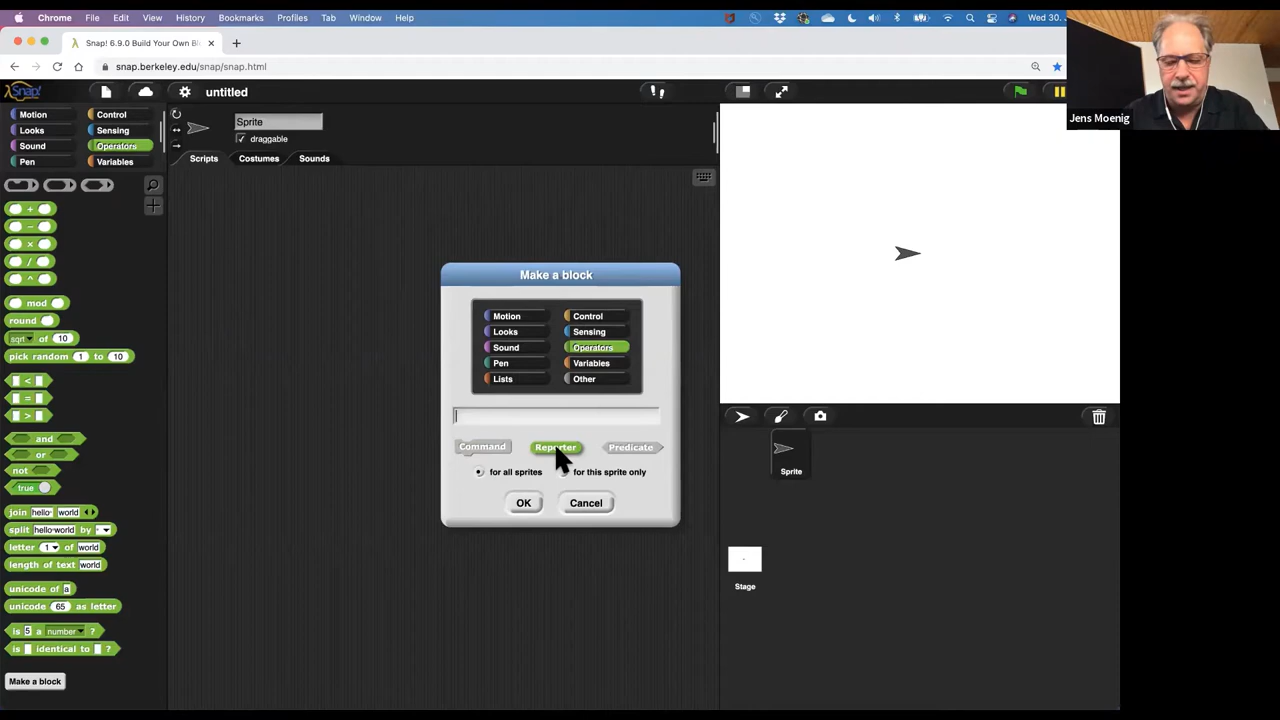 Chrome File Edit View History Bookmarks Profiles Tab Window Help Wed 30.
Snap! 6.9.0 Build Your Own Bl
snap.berkeley.edu/snap/snap.html
Snap! untitled
Jens Moenig
Motion Control
Looks Sensing
Sound Operators
Pen Variables
Sprite
draggable
Scripts Costumes Sounds
+
−
×
/
^
mod
round
sqrt of 10
pick random 1 to 10
<
=
>
and
or
not
true
join hello world
split hello world by
letter 1 of world
length of text world
unicode of a
unicode 65 as letter
is 5 a number ?
is identical to ?
Make a block
Make a block
Motion Control
Looks Sensing
Sound Operators
Pen Variables
Lists Other
Command Reporter Predicate
for all sprites for this sprite only
OK Cancel
Sprite
Stage